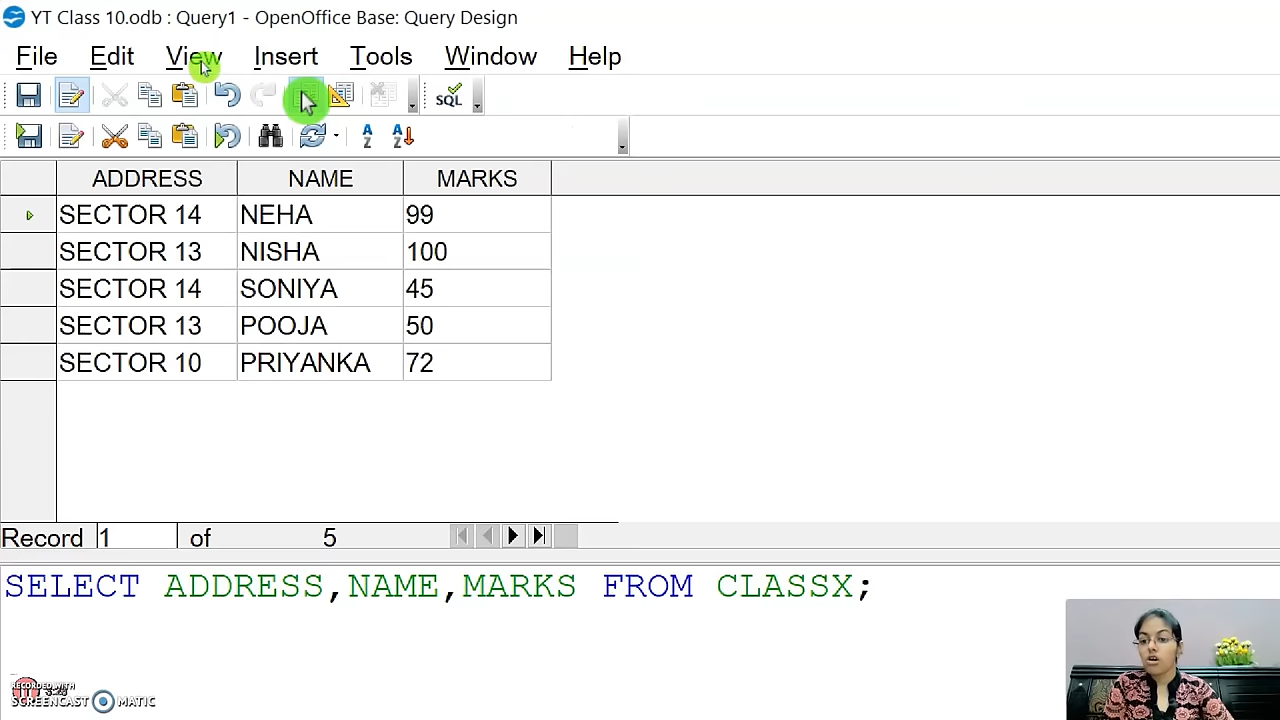 YT Class 10.odb : Query1 - OpenOffice Base: Query Design
File Edit View Insert Tools Window Help
SQL
A Z A Z
ADDRESS NAME MARKS
SECTOR 14 NEHA 99
SECTOR 13 NISHA 100
SECTOR 14 SONIYA 45
SECTOR 13 POOJA 50
SECTOR 10 PRIYANKA 72
Record 1 of 5
SELECT ADDRESS,NAME,MARKS FROM CLASSX;
RECORDED WITH
SCREENCAST MATIC